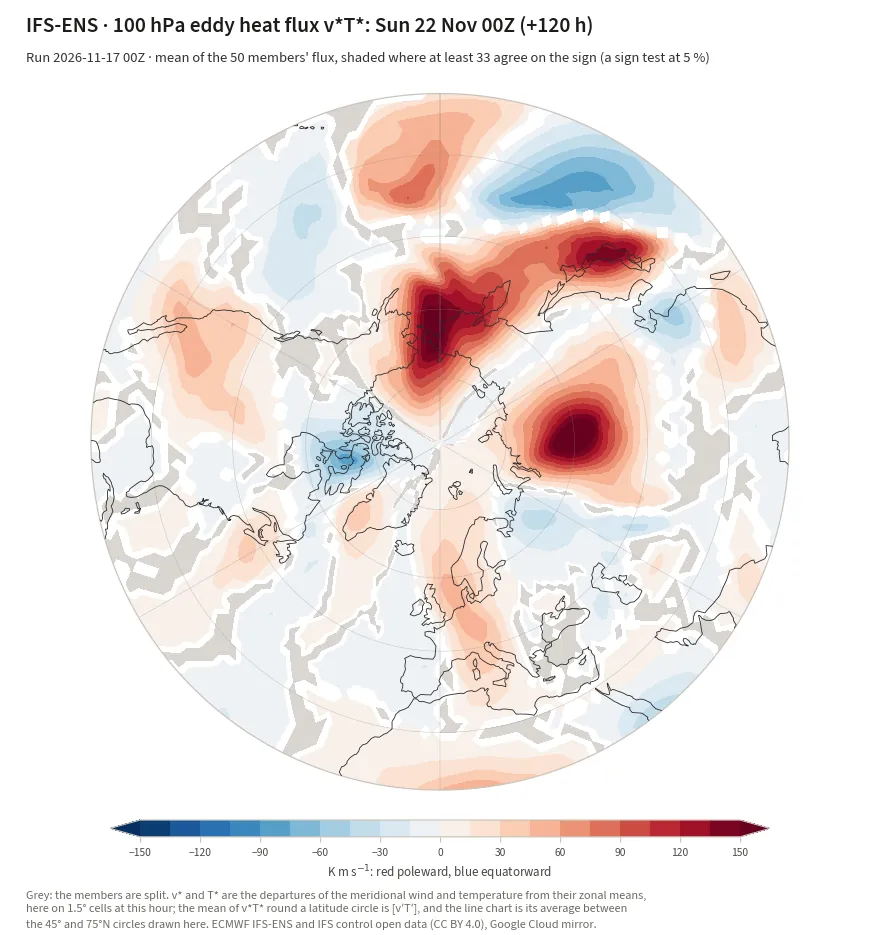 IFS-ENS · 100 hPa eddy heat flux v*T*: Sun 22 Nov 00Z (+120 h)
Run 2026-11-17 00Z · mean of the 50 members' flux, shaded where at least 33 agree on the sign (a sign test at 5 %)
−150 −120 −90 −60 −30 0 30 60 90 120 150
K m s⁻¹: red poleward, blue equatorward
Grey: the members are split. v* and T* are the departures of the meridional wind and temperature from their zonal means,
here on 1.5° cells at this hour; the mean of v*T* round a latitude circle is [v′T′], and the line chart is its average between
the 45° and 75°N circles drawn here. ECMWF IFS-ENS and IFS control open data (CC BY 4.0), Google Cloud mirror.